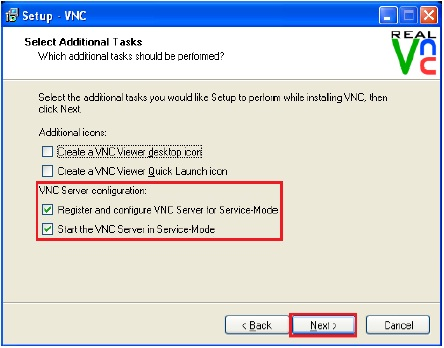 Setup - VNC
Select Additional Tasks
Which additional tasks should be performed?
REAL
VNC
Select the additional tasks you would like Setup to perform while installing VNC, then
click Next.
Additional icons:
Create a VNC Viewer desktop icon
Create a VNC Viewer Quick Launch icon
VNC Server configuration:
Register and configure VNC Server for Service-Mode
Start the VNC Server in Service-Mode
< Back
Next >
Cancel